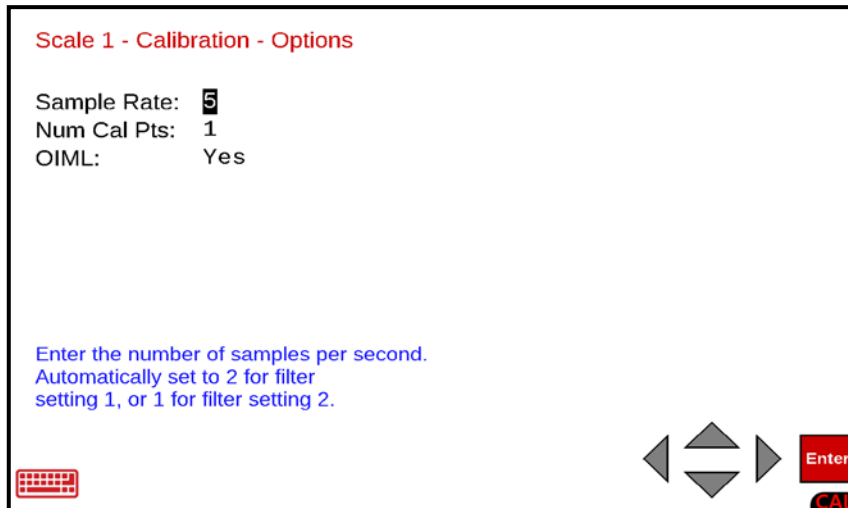 Scale 1 - Calibration - Options
Sample Rate: 5
Num Cal Pts: 1
OIML: Yes
Enter the number of samples per second.
Automatically set to 2 for filter
setting 1, or 1 for filter setting 2.
Enter